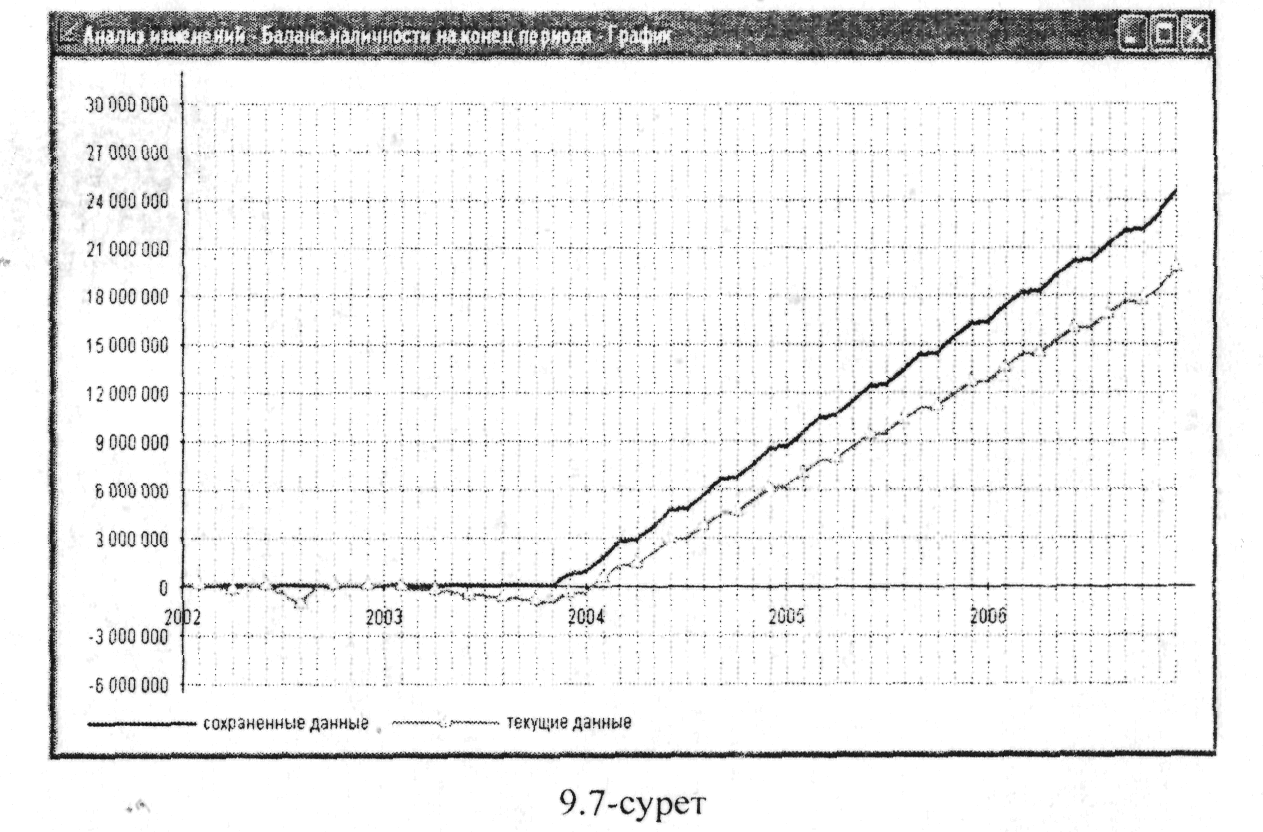 Анализ изменений - Баланс наличности на конец периода - График
30 000 000
27 000 000
24 000 000
21 000 000
18 000 000
15 000 000
12 000 000
9 000 000
6 000 000
3 000 000
0
2002 2003 2004 2005 2006
-3 000 000
-6 000 000
сохраненные данные текущие данные
9.7-сурет